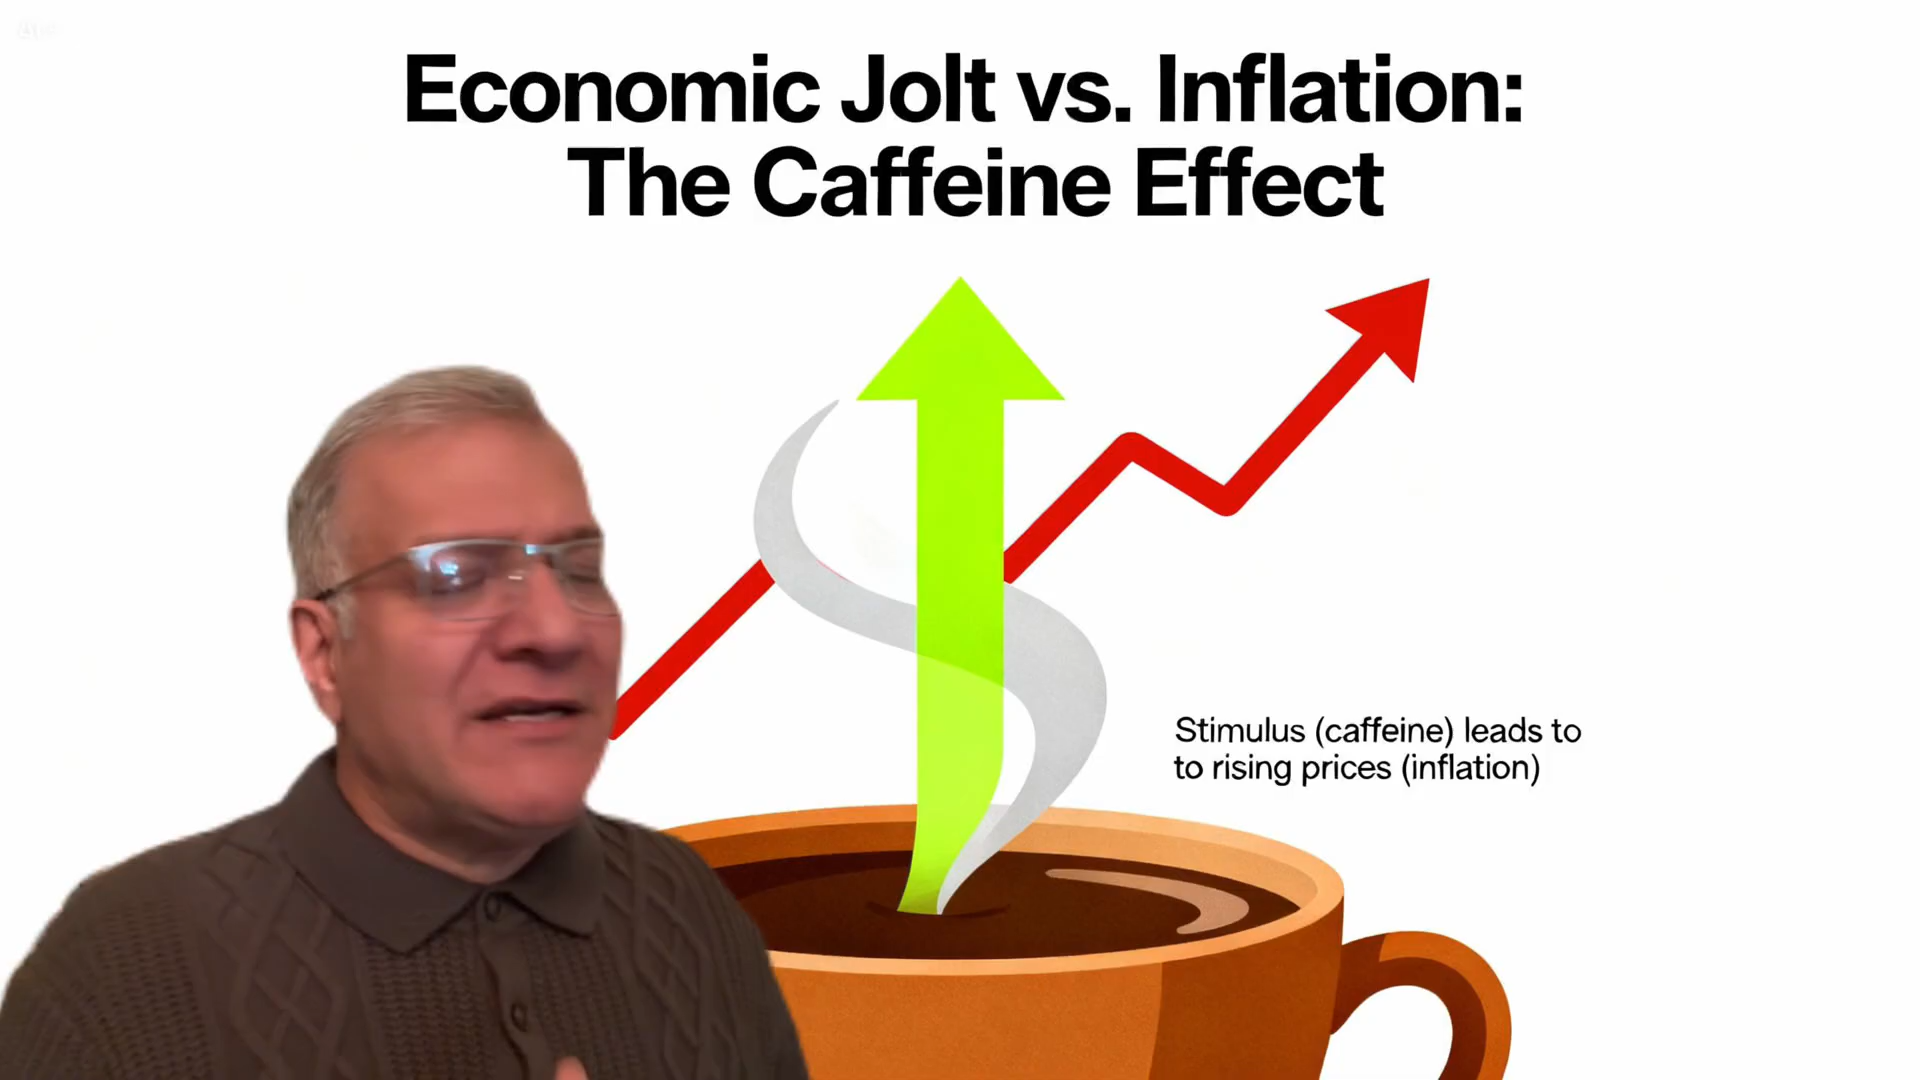 Economic Jolt vs. Inflation:
The Caffeine Effect
Stimulus (caffeine) leads to
to rising prices (inflation)